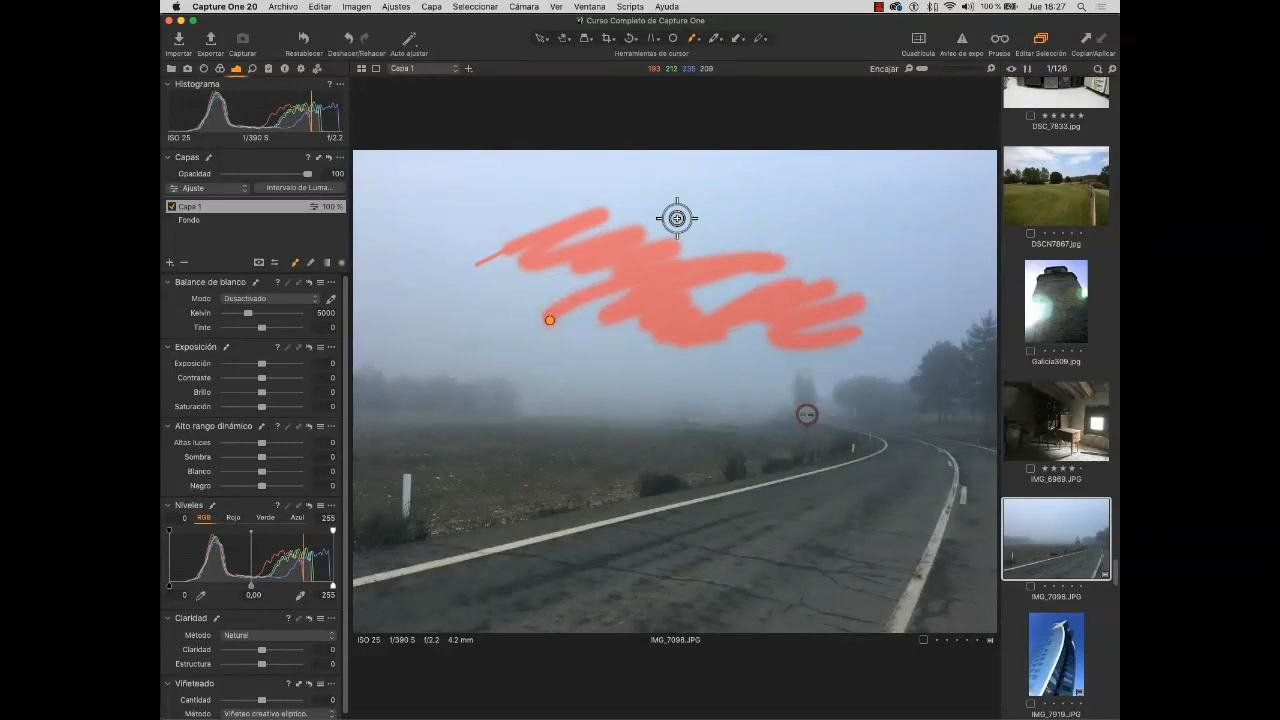 Capture One 20 Archivo Editar Imagen Ajustes Capa Seleccionar Cámara Ver Ventana Scripts Ayuda 100 % Jue 18:27
Curso Completo de Capture One
Importar Exportar Capturar Restablecer Deshacer/Rehacer Auto ajustar Herramientas de cursor Cuadrícula Aviso de expo Prueba Editar Selección Copiar/Aplicar
Capa 1 193 212 235 209 Encajar 1/126
Histograma
ISO 25 1/390 S f/2.2
Capas
Opacidad 100
Ajuste Intervalo de Luma...
Capa 1 100 %
Fondo
Balance de blanco
Modo Desactivado
Kelvin 5000
Tinte 0
Exposición
Exposición 0
Contraste 0
Brillo 0
Saturación 0
Alto rango dinámico
Altas luces 0
Sombra 0
Blanco 0
Negro 0
Niveles
0 RGB Rojo Verde Azul 255
0 0,00 255
Claridad
Método Natural
Claridad 0
Estructura 0
Viñeteado
Cantidad 0
Método Viñeteo creativo elíptico.
ISO 25 1/390 S f/2.2 4.2 mm IMG_7098.JPG
DSC_7833.jpg
DSCN7867.jpg
Galicia309.jpg
IMG_6969.JPG
IMG_7098.JPG
IMG_7919.JPG